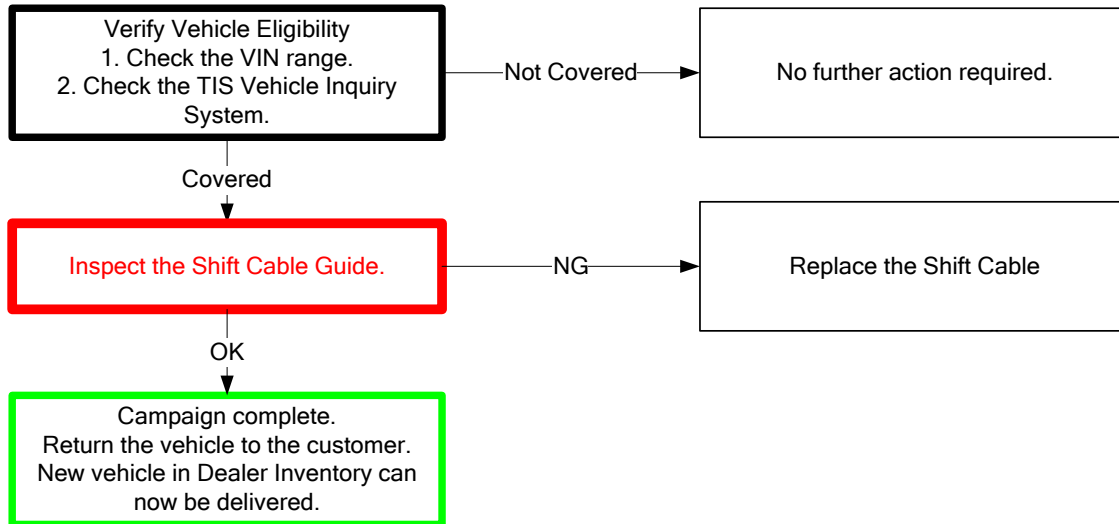 Verify Vehicle Eligibility
1. Check the VIN range.
2. Check the TIS Vehicle Inquiry
System.
Not Covered
No further action required.
Covered
Inspect the Shift Cable Guide.
NG
Replace the Shift Cable
OK
Campaign complete.
Return the vehicle to the customer.
New vehicle in Dealer Inventory can
now be delivered.